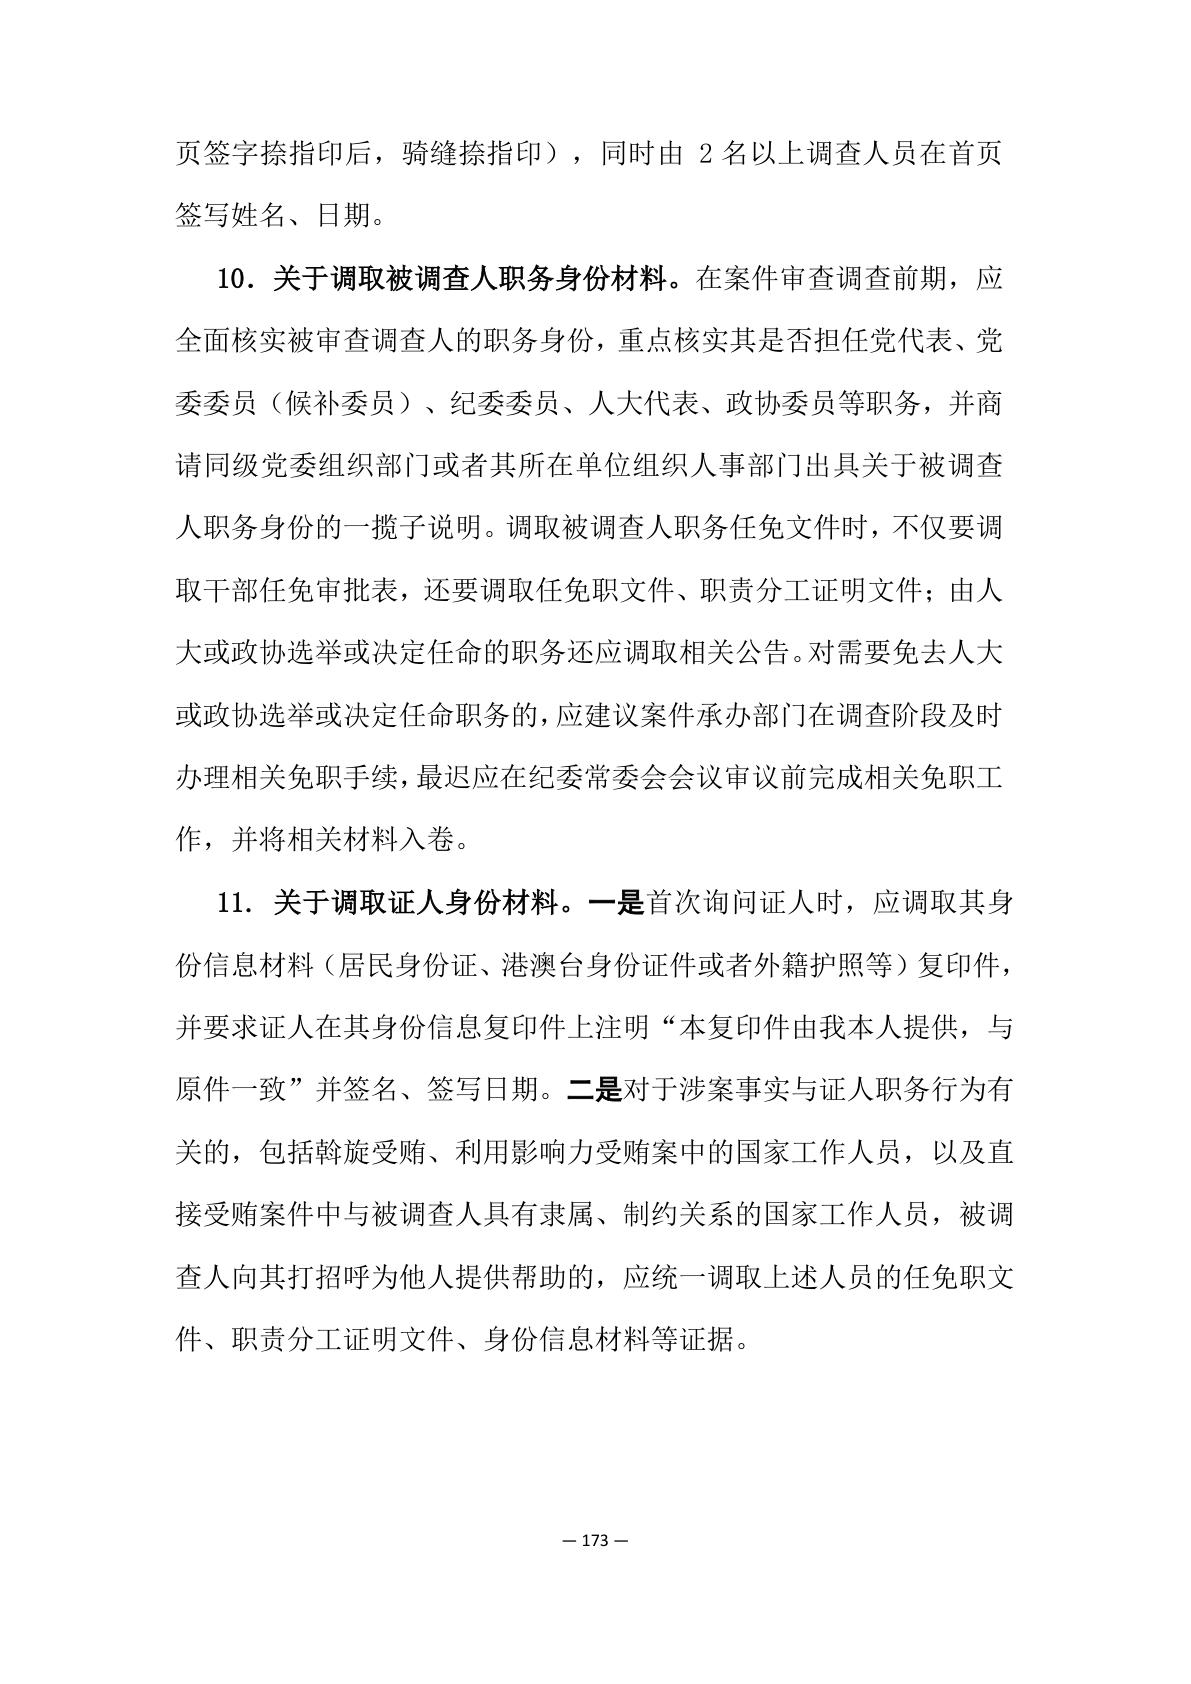 页签字捺指印后，骑缝捺指印），同时由 2 名以上调查人员在首页
签写姓名、日期。
10．关于调取被调查人职务身份材料。在案件审查调查前期，应
全面核实被审查调查人的职务身份，重点核实其是否担任党代表、党
委委员（候补委员）、纪委委员、人大代表、政协委员等职务，并商
请同级党委组织部门或者其所在单位组织人事部门出具关于被调查
人职务身份的一揽子说明。调取被调查人职务任免文件时，不仅要调
取干部任免审批表，还要调取任免职文件、职责分工证明文件；由人
大或政协选举或决定任命的职务还应调取相关公告。对需要免去人大
或政协选举或决定任命职务的，应建议案件承办部门在调查阶段及时
办理相关免职手续，最迟应在纪委常委会会议审议前完成相关免职工
作，并将相关材料入卷。
11．关于调取证人身份材料。一是首次询问证人时，应调取其身
份信息材料（居民身份证、港澳台身份证件或者外籍护照等）复印件，
并要求证人在其身份信息复印件上注明“本复印件由我本人提供，与
原件一致”并签名、签写日期。二是对于涉案事实与证人职务行为有
关的，包括斡旋受贿、利用影响力受贿案中的国家工作人员，以及直
接受贿案件中与被调查人具有隶属、制约关系的国家工作人员，被调
查人向其打招呼为他人提供帮助的，应统一调取上述人员的任免职文
件、职责分工证明文件、身份信息材料等证据。
— 173 —